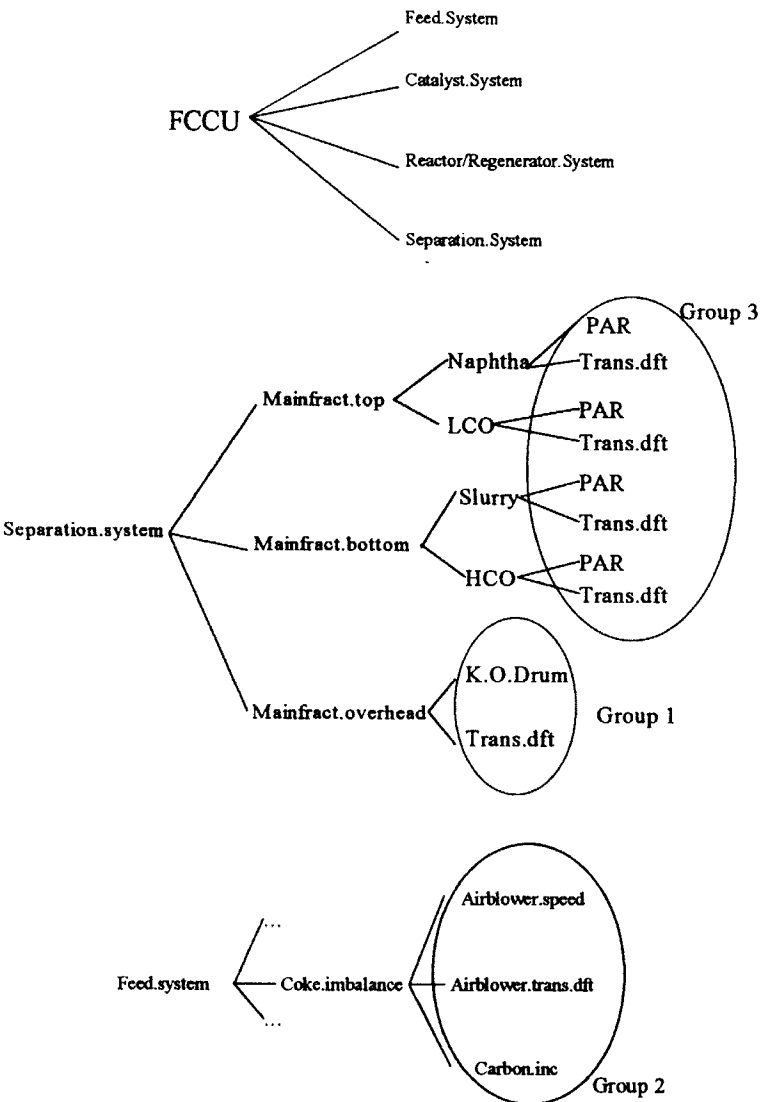 Feed.System
Catalyst.System
FCCU
Reactor/Regenerator.System
Separation.System
Group 3
PAR
Naphtha
Trans.dft
Mainfract.top
PAR
LCO
Trans.dft
PAR
Slurry
Trans.dft
Separation.system
Mainfract.bottom
PAR
HCO
Trans.dft
K.O.Drum
Mainfract.overhead
Group 1
Trans.dft
Airblower.speed
...
Feed.system
Coke.imbalance
Airblower.trans.dft
...
Carbon.inc
Group 2